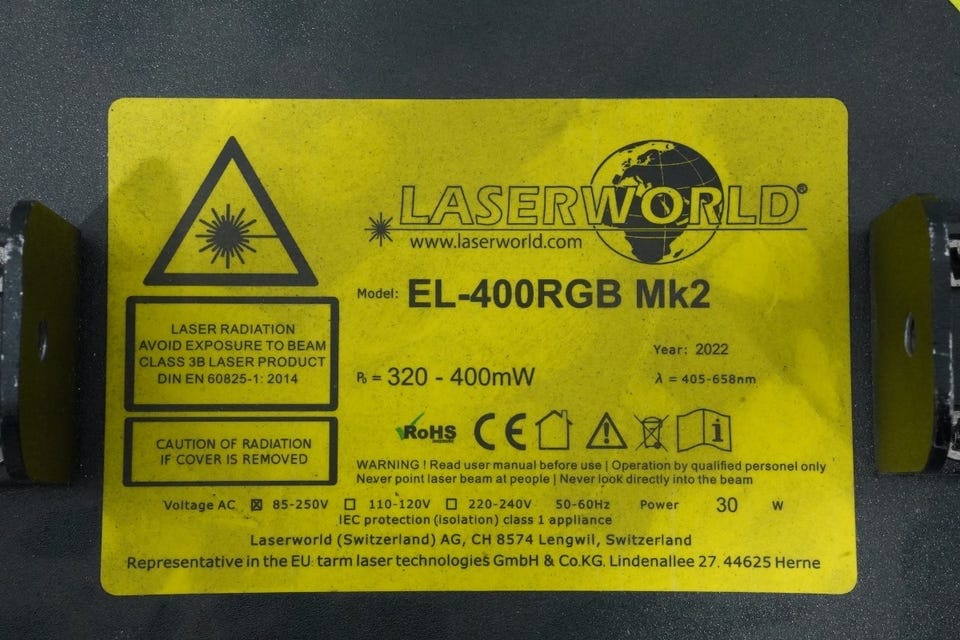 LASERWORLD®
www.laserworld.com
Model: EL-400RGB Mk2
LASER RADIATION
AVOID EXPOSURE TO BEAM
CLASS 3B LASER PRODUCT
DIN EN 60825-1: 2014
Year: 2022
P₀ = 320 - 400mW
λ = 405-658nm
CAUTION OF RADIATION
IF COVER IS REMOVED
RoHS CE
WARNING ! Read user manual before use | Operation by qualified personel only
Never point laser beam at people | Never look directly into the beam
Voltage AC ☒ 85-250V ☐ 110-120V ☐ 220-240V 50-60Hz Power 30 W
IEC protection (isolation) class 1 appliance
Laserworld (Switzerland) AG, CH 8574 Lengwil, Switzerland
Representative in the EU: tarm laser technologies GmbH & Co.KG. Lindenallee 27. 44625 Herne